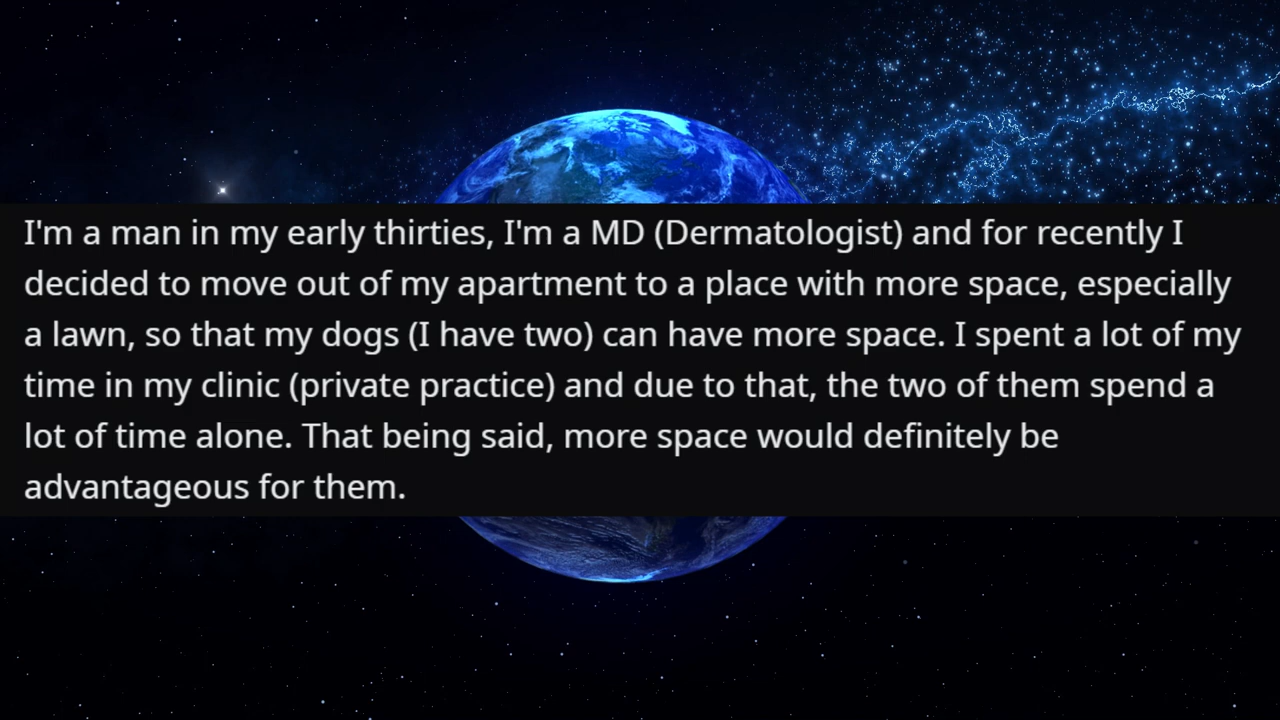 I'm a man in my early thirties, I'm a MD (Dermatologist) and for recently I
decided to move out of my apartment to a place with more space, especially
a lawn, so that my dogs (I have two) can have more space. I spent a lot of my
time in my clinic (private practice) and due to that, the two of them spend a
lot of time alone. That being said, more space would definitely be
advantageous for them.